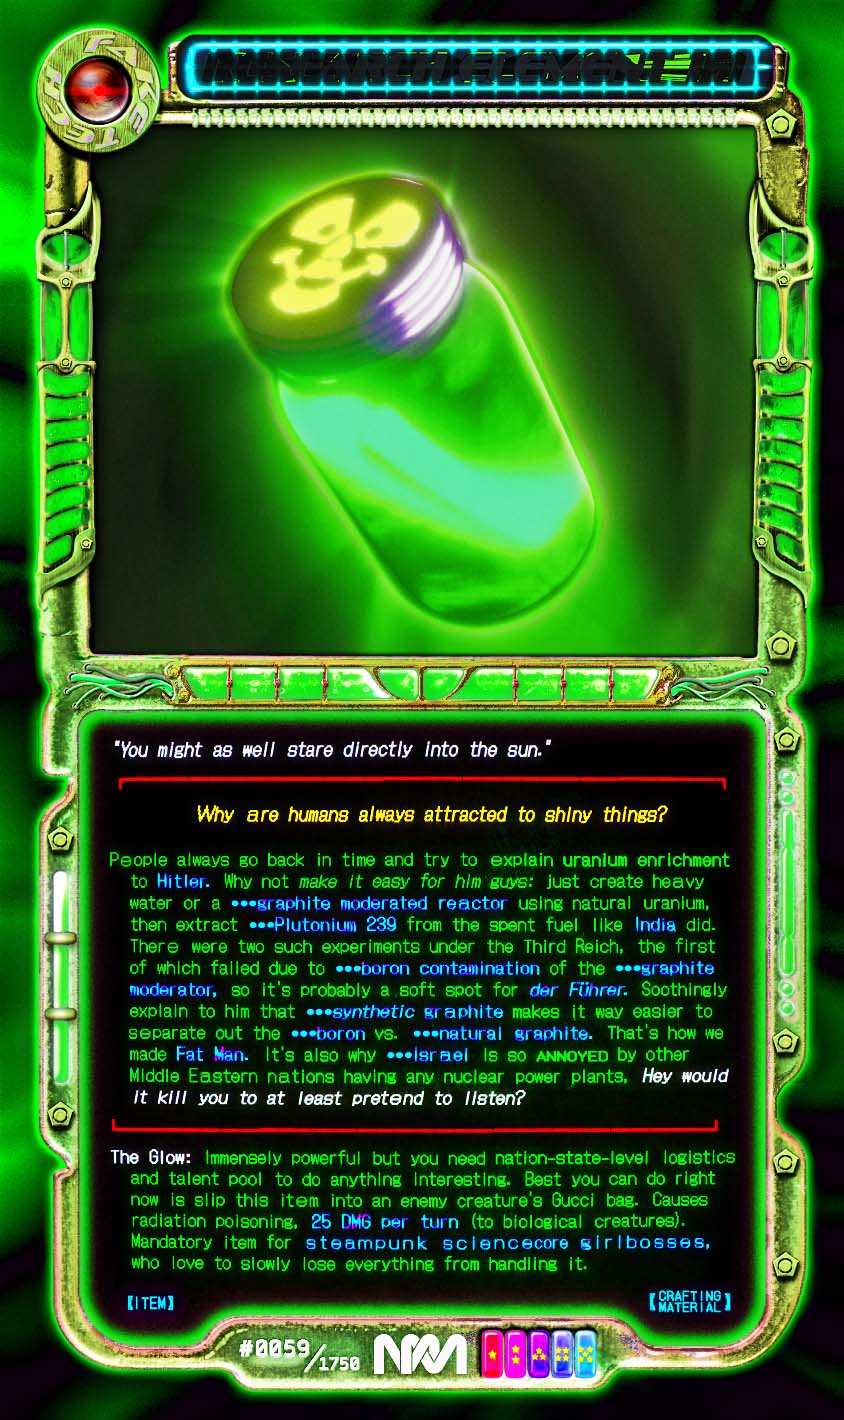 FAKE TECH
"You might as well stare directly into the sun."
Why are humans always attracted to shiny things?
People always go back in time and try to explain uranium enrichment
to Hitler. Why not make it easy for him guys: just create heavy
water or a •••graphite moderated reactor using natural uranium,
then extract •••Plutonium 239 from the spent fuel like India did.
There were two such experiments under the Third Reich, the first
of which failed due to •••boron contamination of the •••graphite
moderator, so it's probably a soft spot for der Führer. Soothingly
explain to him that •••synthetic graphite makes it way easier to
separate out the •••boron vs. •••natural graphite. That's how we
made Fat Man. It's also why •••Israel is so ANNOYED by other
Middle Eastern nations having any nuclear power plants. Hey would
it kill you to at least pretend to listen?
The Glow: Immensely powerful but you need nation-state-level logistics
and talent pool to do anything interesting. Best you can do right
now is slip this item into an enemy creature's Gucci bag. Causes
radiation poisoning, 25 DMG per turn (to biological creatures).
Mandatory item for steampunk sciencecore girlbosses,
who love to slowly lose everything from handling it.
【ITEM】
【CRAFTING MATERIAL】
#0059/1750